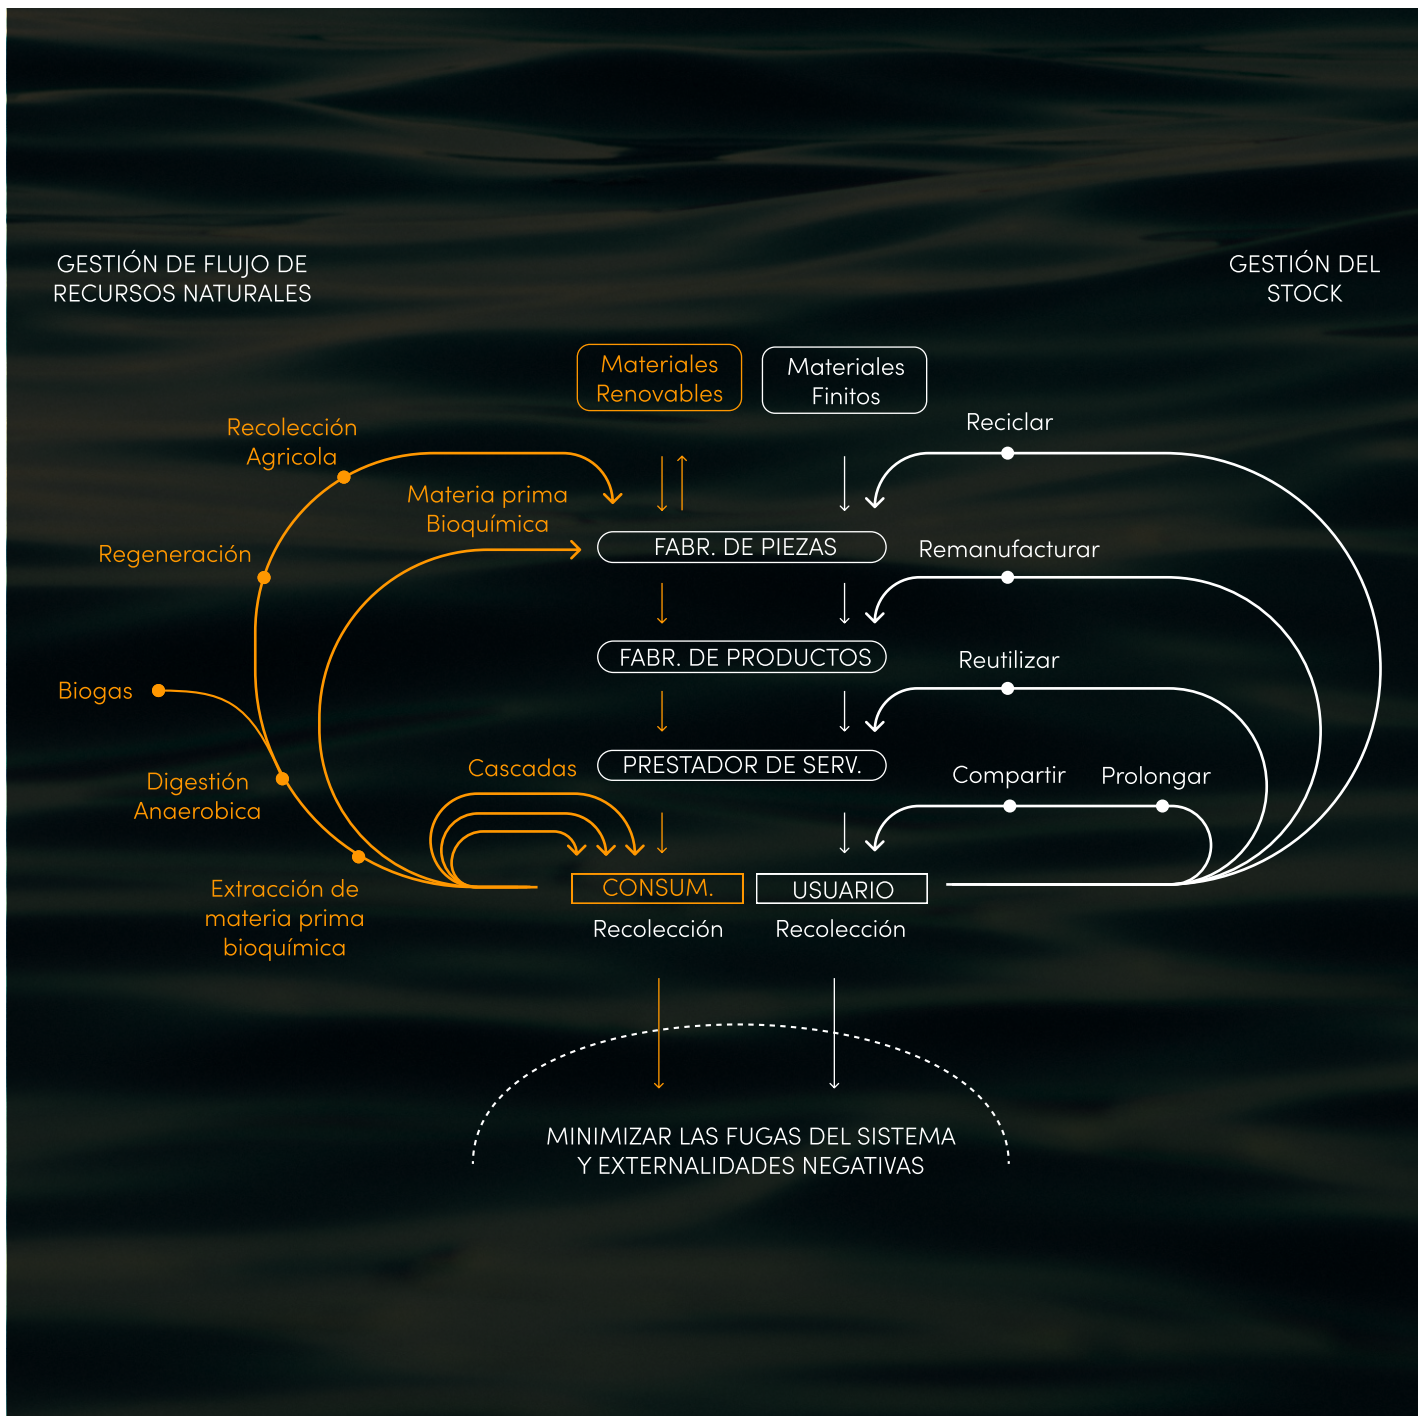 GESTIÓN DE FLUJO DE
RECURSOS NATURALES
GESTIÓN DEL
STOCK
Materiales
Renovables
Materiales
Finitos
Recolección
Agricola
Reciclar
Materia prima
Bioquímica
FABR. DE PIEZAS
Remanufacturar
Regeneración
FABR. DE PRODUCTOS
Reutilizar
Biogas
Cascadas
PRESTADOR DE SERV.
Compartir
Prolongar
Digestión
Anaerobica
CONSUM.
USUARIO
Extracción de
materia prima
bioquímica
Recolección
Recolección
MINIMIZAR LAS FUGAS DEL SISTEMA
Y EXTERNALIDADES NEGATIVAS